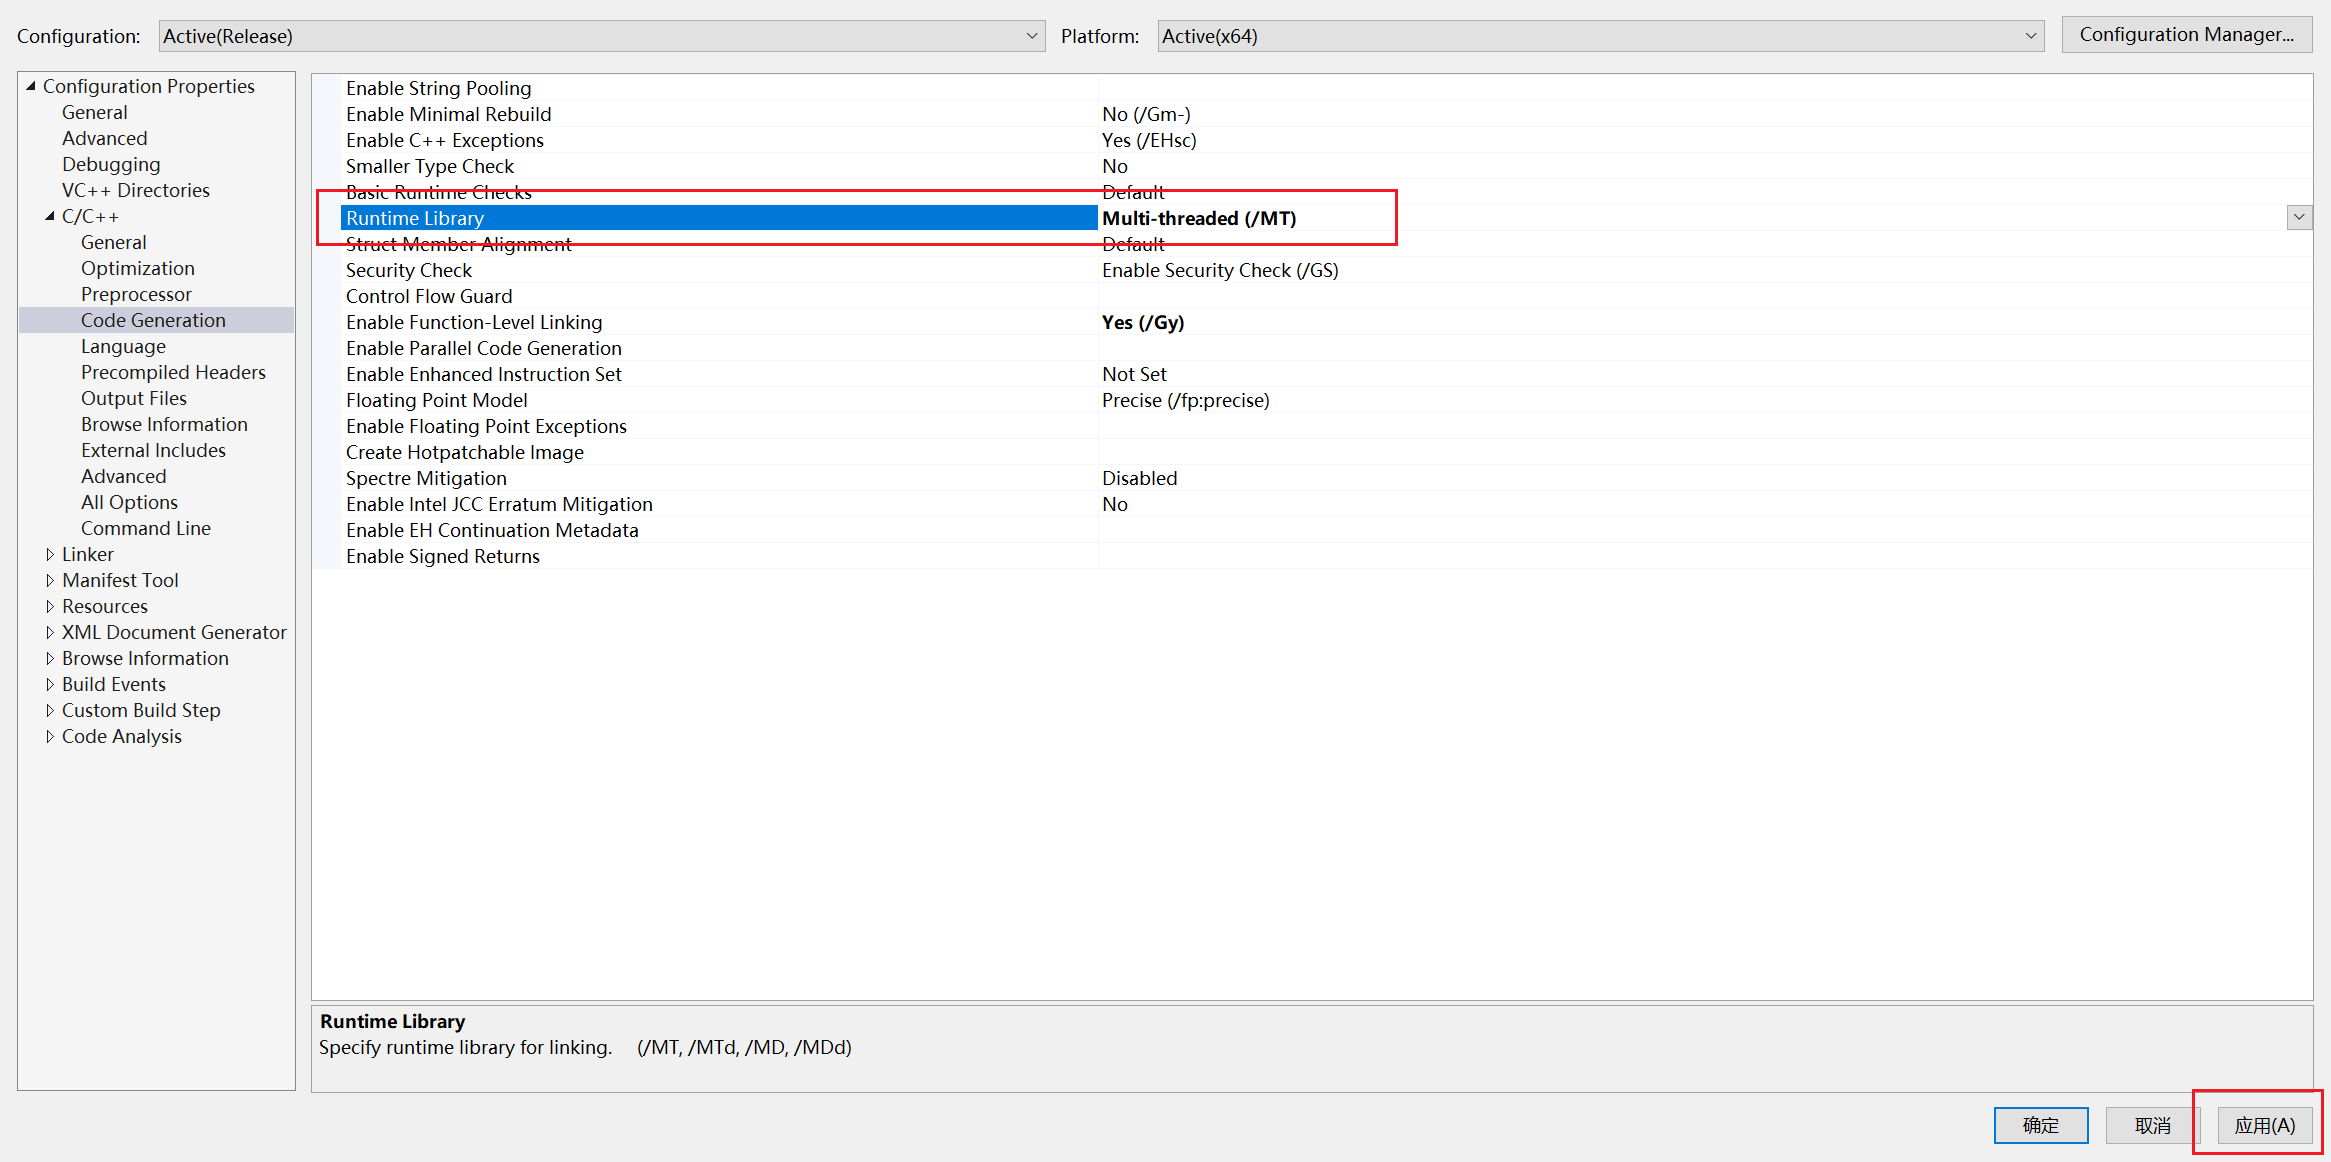 Configuration: Active(Release) Platform: Active(x64) Configuration Manager...
Configuration Properties
General
Advanced
Debugging
VC++ Directories
C/C++
General
Optimization
Preprocessor
Code Generation
Language
Precompiled Headers
Output Files
Browse Information
External Includes
Advanced
All Options
Command Line
Linker
Manifest Tool
Resources
XML Document Generator
Browse Information
Build Events
Custom Build Step
Code Analysis
Enable String Pooling
Enable Minimal Rebuild No (/Gm-)
Enable C++ Exceptions Yes (/EHsc)
Smaller Type Check No
Basic Runtime Checks Default
Runtime Library Multi-threaded (/MT)
Struct Member Alignment Default
Security Check Enable Security Check (/GS)
Control Flow Guard
Enable Function-Level Linking Yes (/Gy)
Enable Parallel Code Generation
Enable Enhanced Instruction Set Not Set
Floating Point Model Precise (/fp:precise)
Enable Floating Point Exceptions
Create Hotpatchable Image
Spectre Mitigation Disabled
Enable Intel JCC Erratum Mitigation No
Enable EH Continuation Metadata
Enable Signed Returns
Runtime Library
Specify runtime library for linking. (/MT, /MTd, /MD, /MDd)
确定 取消 应用(A)